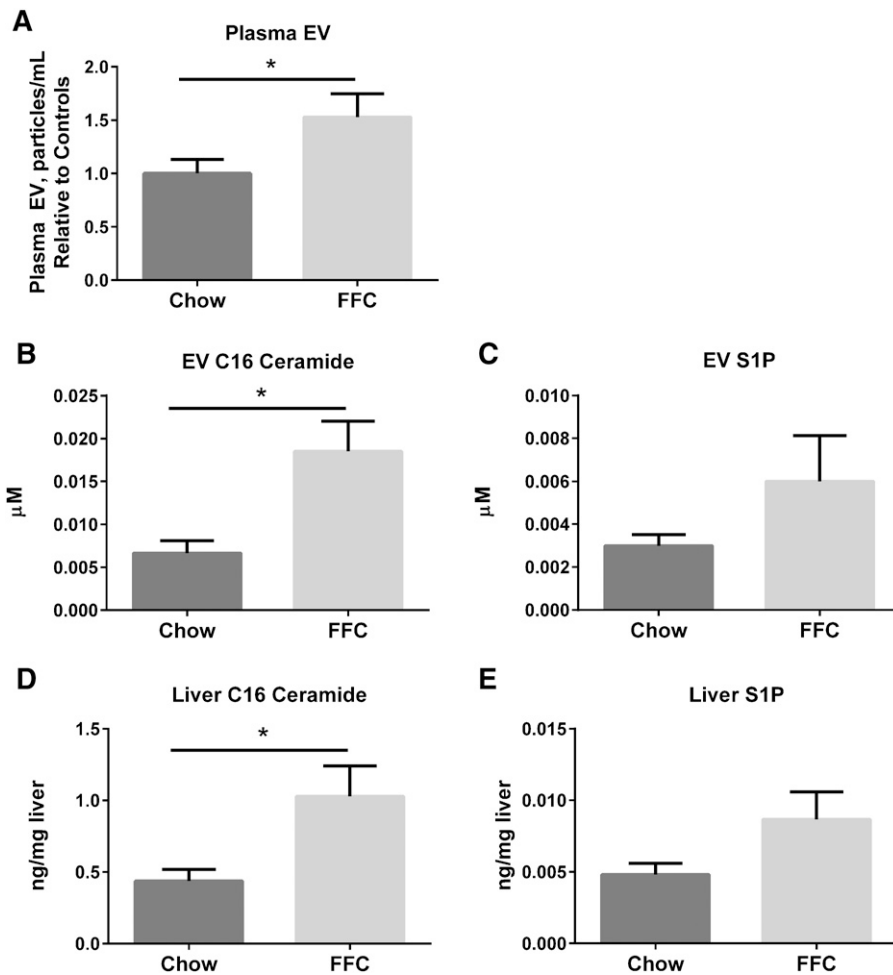 A
Plasma EV
Plasma EV, particles/mL
Relative to Controls
2.0
1.5
1.0
0.5
0.0
*
Chow FFC
B
EV C16 Ceramide
μM
0.025
0.020
0.015
0.010
0.005
0.000
*
Chow FFC
C
EV S1P
μM
0.010
0.008
0.006
0.004
0.002
0.000
Chow FFC
D
Liver C16 Ceramide
ng/mg liver
1.5
1.0
0.5
0.0
*
Chow FFC
E
Liver S1P
ng/mg liver
0.015
0.010
0.005
0.000
Chow FFC